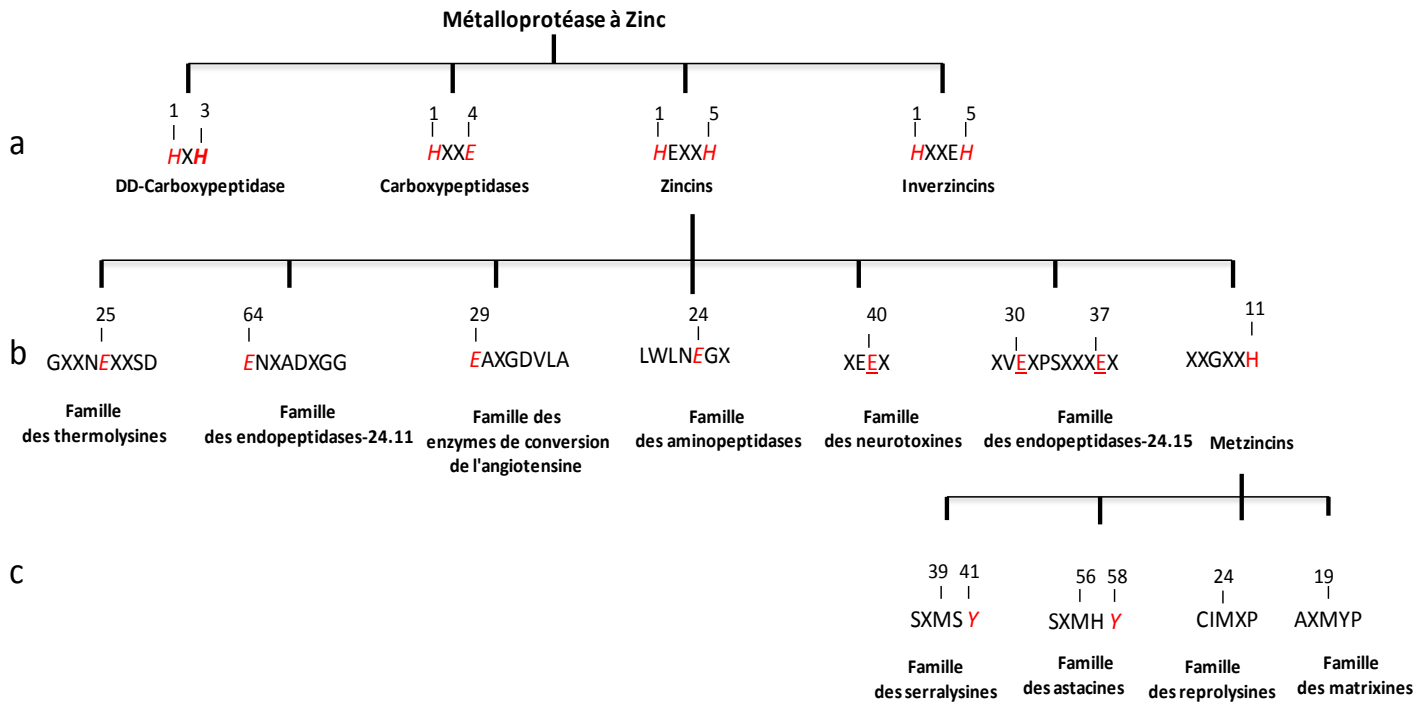 Métalloprotéase à Zinc
a
1 3
HXH
DD-Carboxypeptidase
1 4
HXXE
Carboxypeptidases
1 5
HEXXH
Zincins
1 5
HXXEH
Inverzincins
b
25
GXXNEXXSD
Famille
des thermolysines
64
ENXADXGG
Famille
des endopeptidases-24.11
29
EAXGDVLA
Famille des
enzymes de conversion
de l'angiotensine
24
LWLNEGX
Famille
des aminopeptidases
40
XEEX
Famille
des neurotoxines
30 37
XVEXPSXXXEX
Famille
des endopeptidases-24.15
11
XXGXXH
Metzincins
c
39 41
SXMS Y
Famille
des serralysines
56 58
SXMH Y
Famille
des astacines
24
CIMXP
Famille
des reprolysines
19
AXMYP
Famille
des matrixines